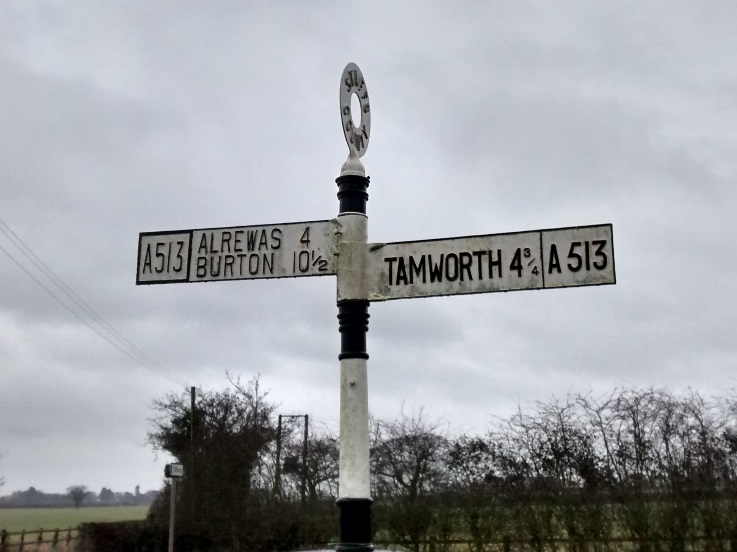 A513
ALREWAS 4
BURTON 10½
TAMWORTH 4¾
A513